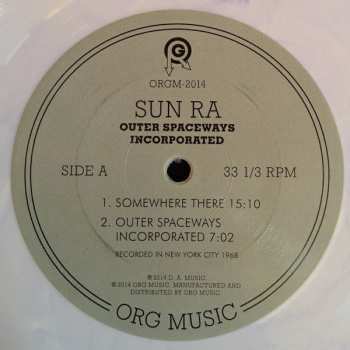 ORG
ORGM-2014
SUN RA
OUTER SPACEWAYS
INCORPORATED
SIDE A 33 1/3 RPM
1. SOMEWHERE THERE 15:10
2. OUTER SPACEWAYS
INCORPORATED 7:02
RECORDED IN NEW YORK CITY 1968
℗2014 D. A. MUSIC.
©2014 ORG MUSIC. MANUFACTURED AND
DISTRIBUTED BY ORG MUSIC.
ORG MUSIC